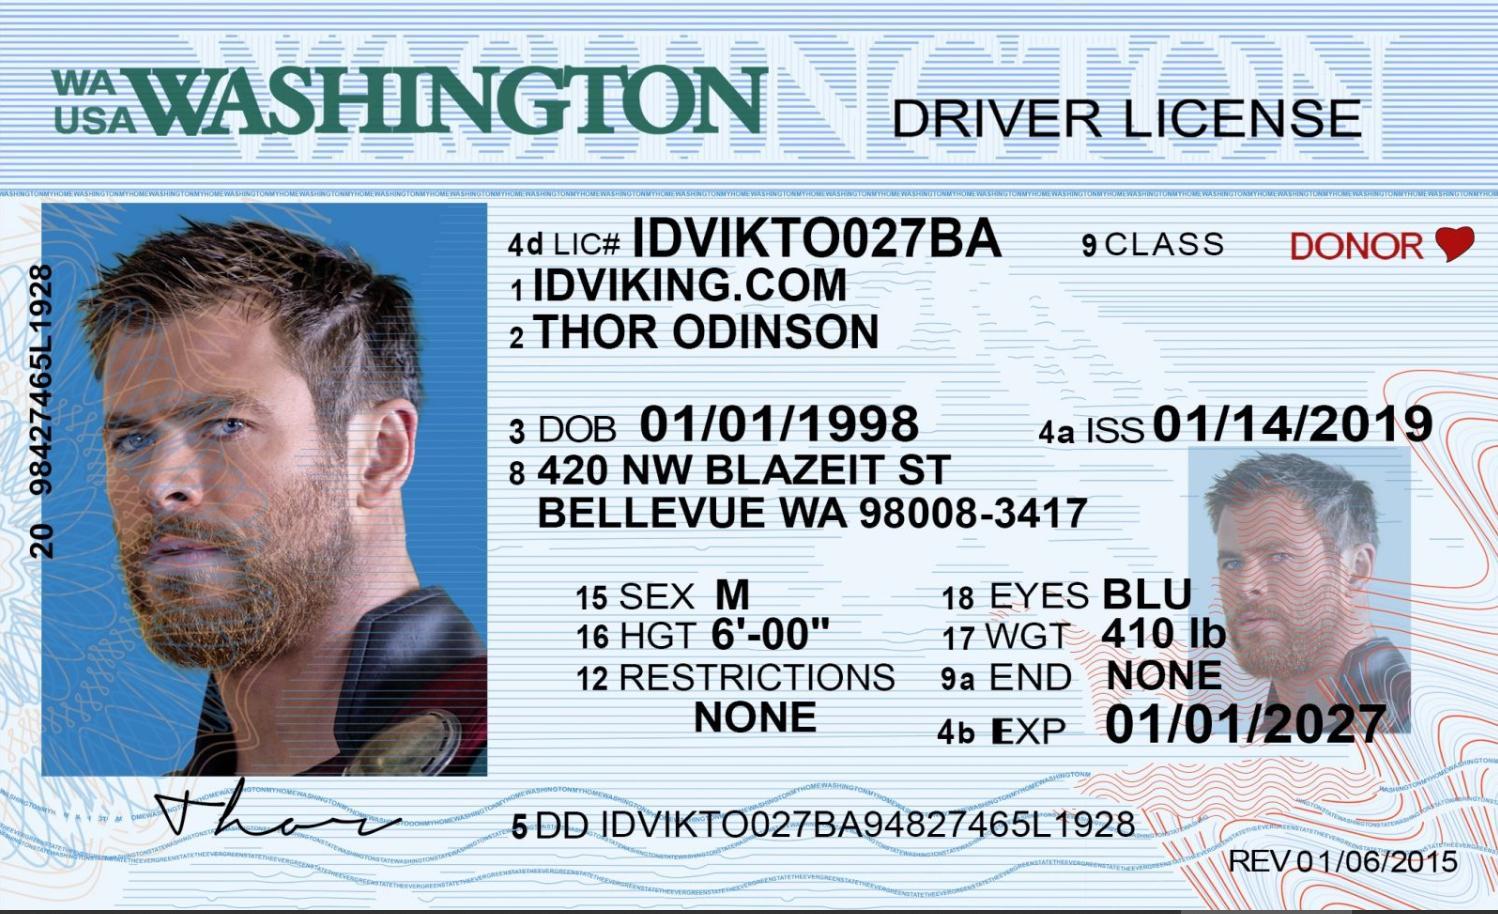 WA
USA WASHINGTON
DRIVER LICENSE
4d LIC# IDVIKTO027BA 9 CLASS DONOR
1 IDVIKING.COM
2 THOR ODINSON
3 DOB 01/01/1998 4a ISS 01/14/2019
8 420 NW BLAZEIT ST
BELLEVUE WA 98008-3417
15 SEX M 18 EYES BLU
16 HGT 6'-00" 17 WGT 410 lb
12 RESTRICTIONS 9a END NONE
NONE
4b EXP 01/01/2027
20 98427465L1928
Thor
5 DD IDVIKTO027BA94827465L1928
REV 01/06/2015